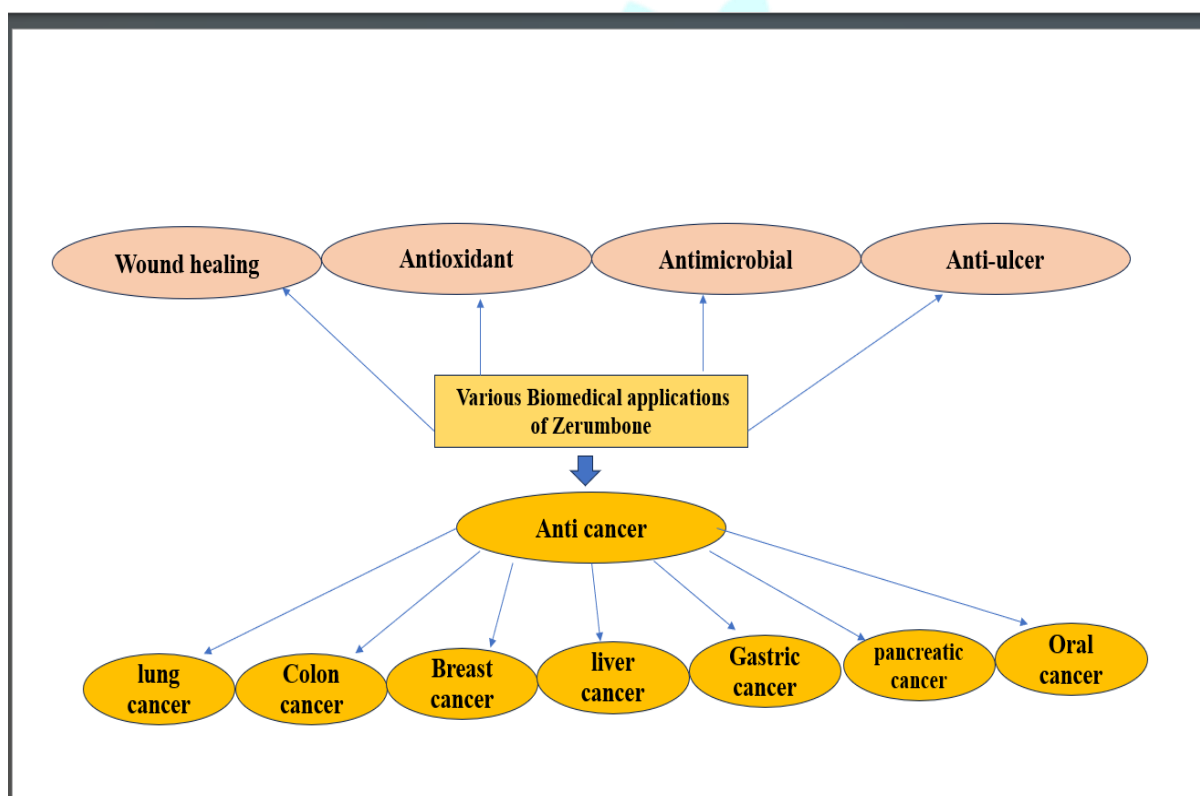 Wound healing
Antioxidant
Antimicrobial
Anti-ulcer
Various Biomedical applications
of Zerumbone
Anti cancer
lung
cancer
Colon
cancer
Breast
cancer
liver
cancer
Gastric
cancer
pancreatic
cancer
Oral
cancer